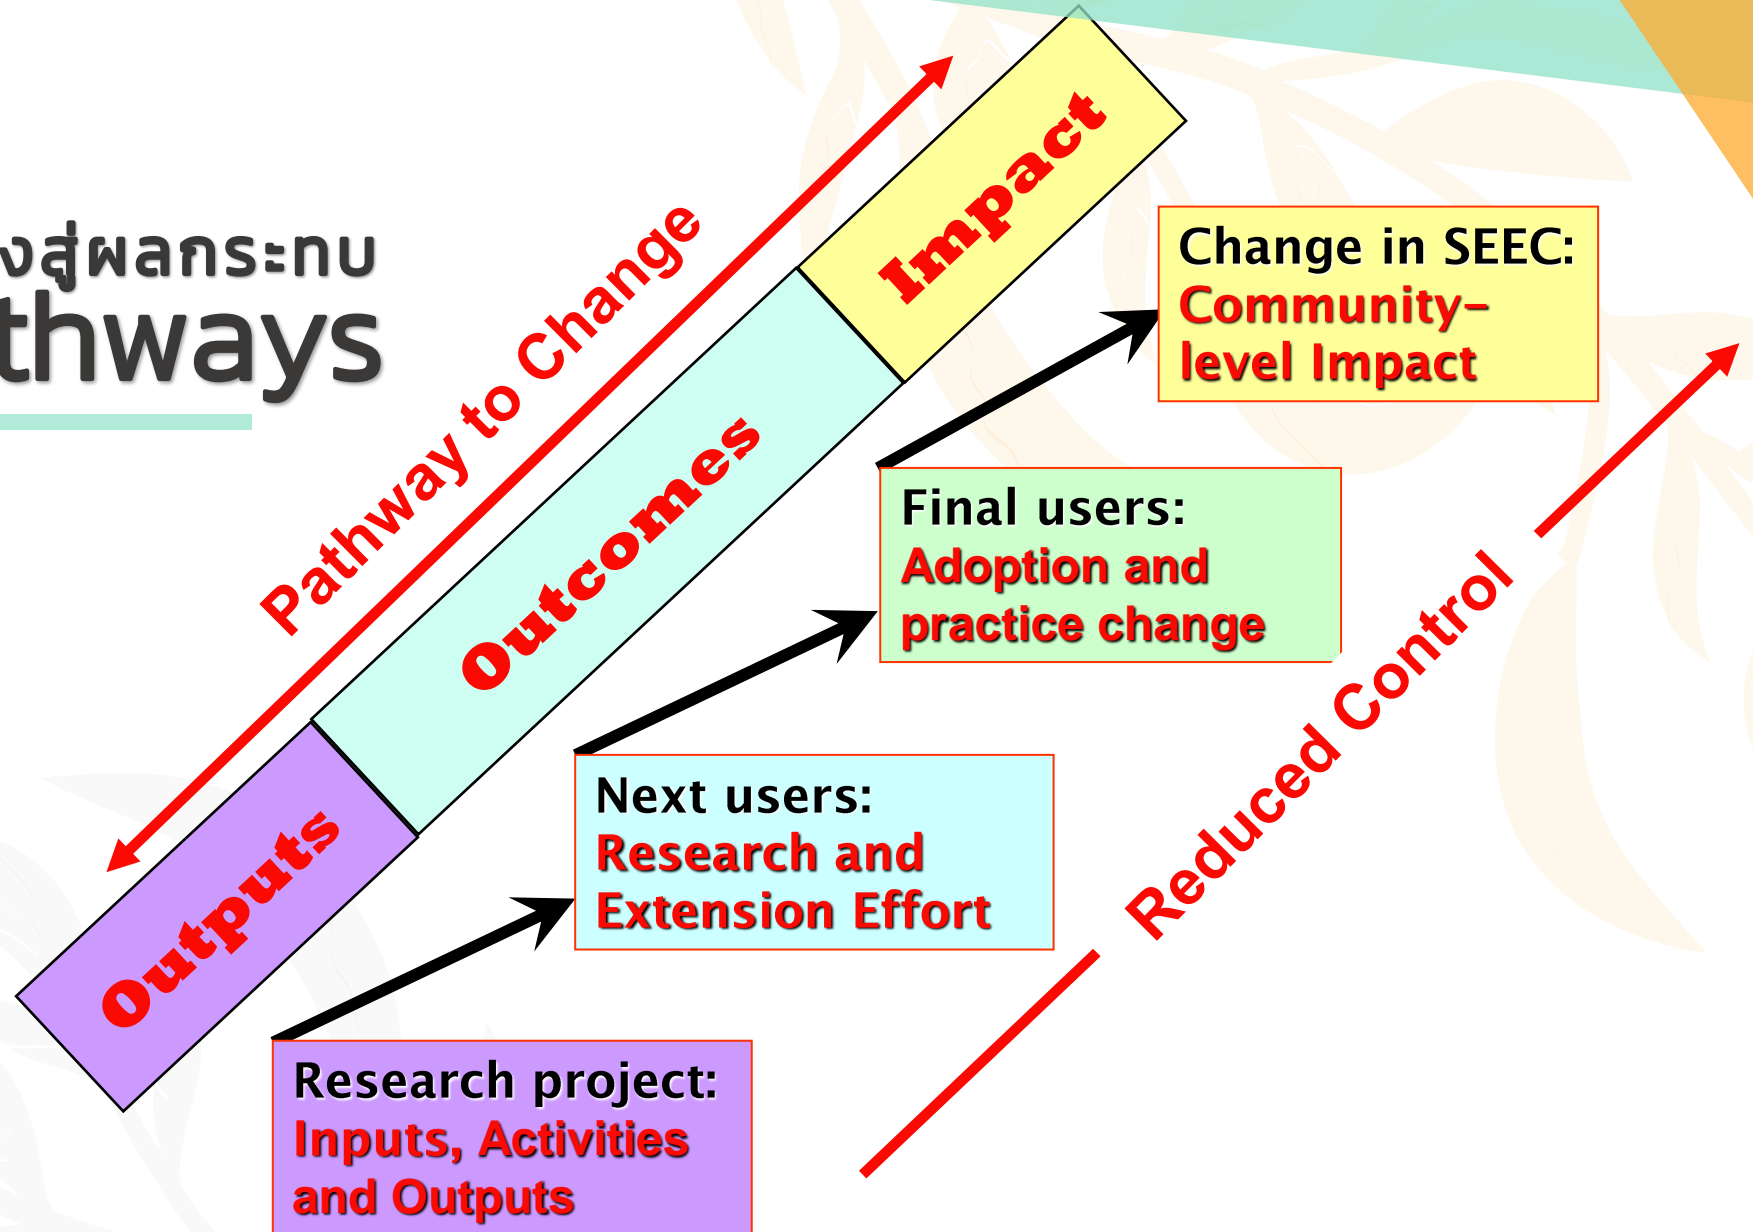 งสู่ผลกระทบ
thways
Pathway to Change
Impact
Outcomes
Outputs
Change in SEEC:
Community-
level Impact
Final users:
Adoption and
practice change
Next users:
Research and
Extension Effort
Research project:
Inputs, Activities
and Outputs
Reduced Control